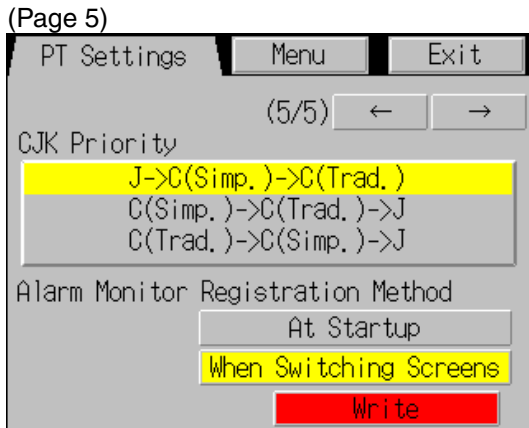 (Page 5)
PT Settings Menu Exit
(5/5) ← →
CJK Priority
J->C(Simp.)->C(Trad.)
C(Simp.)->C(Trad.)->J
C(Trad.)->C(Simp.)->J
Alarm Monitor Registration Method
At Startup
When Switching Screens
Write